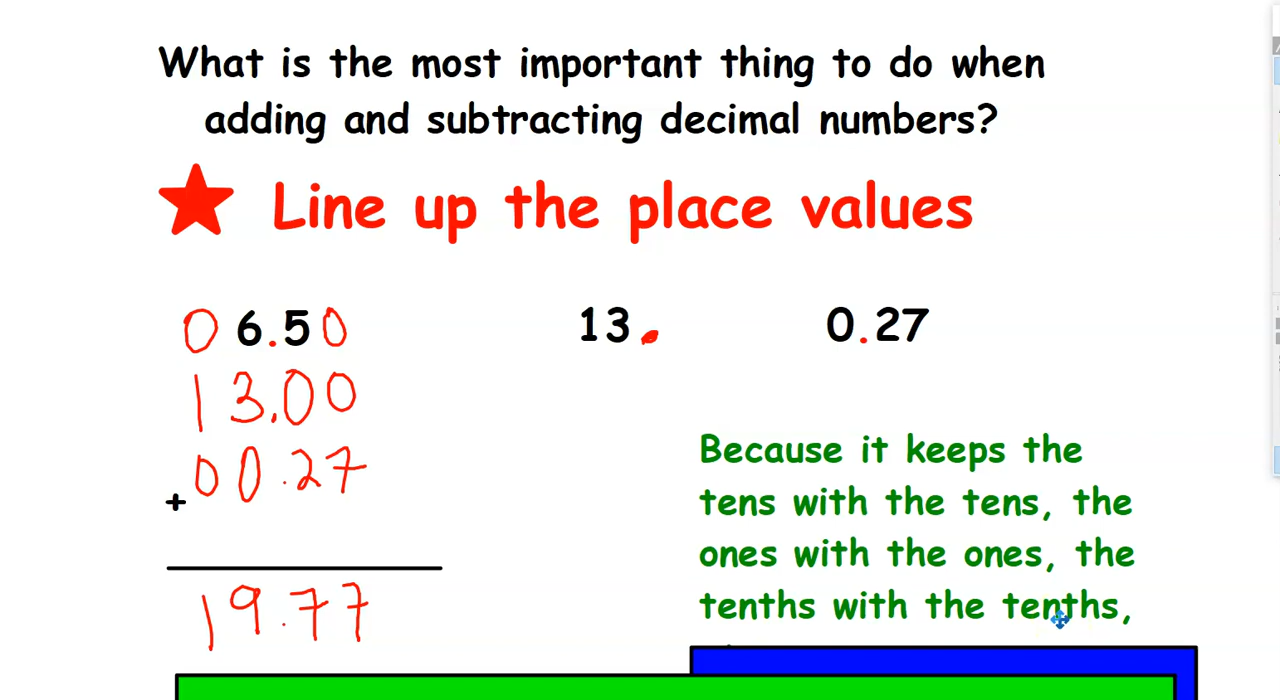 What is the most important thing to do when
adding and subtracting decimal numbers?
Line up the place values
06.50 13. 0.27
13.00
00.27
+
19.77
Because it keeps the
tens with the tens, the
ones with the ones, the
tenths with the tenths,